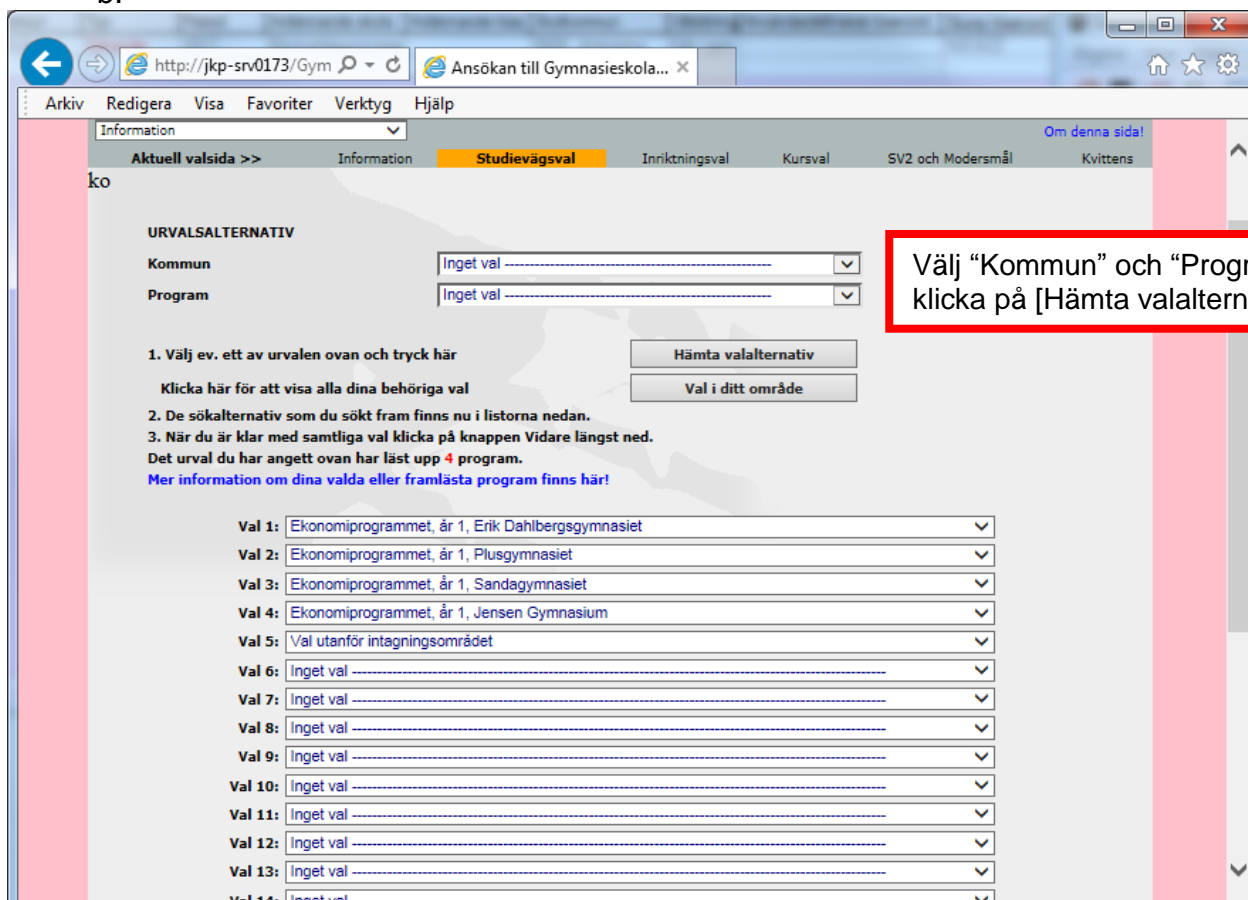 http://jkp-srv0173/Gym
Ansökan till Gymnasieskola...
Arkiv Redigera Visa Favoriter Verktyg Hjälp
Information
Om denna sida!
Aktuell valsida >> Information Studievägsval Inriktningsval Kursval SV2 och Modersmål Kvittens
ko
URVALSALTERNATIV
Kommun Inget val
Program Inget val
Välj “Kommun” och “Progr
klicka på [Hämta valaltern
1. Välj ev. ett av urvalen ovan och tryck här Hämta valalternativ
Klicka här för att visa alla dina behöriga val Val i ditt område
2. De sökalternativ som du sökt fram finns nu i listorna nedan.
3. När du är klar med samtliga val klicka på knappen Vidare längst ned.
Det urval du har angett ovan har läst upp 4 program.
Mer information om dina valda eller framlästa program finns här!
Val 1: Ekonomiprogrammet, år 1, Erik Dahlbergsgymnasiet
Val 2: Ekonomiprogrammet, år 1, Plusgymnasiet
Val 3: Ekonomiprogrammet, år 1, Sandagymnasiet
Val 4: Ekonomiprogrammet, år 1, Jensen Gymnasium
Val 5: Val utanför intagningsområdet
Val 6: Inget val
Val 7: Inget val
Val 8: Inget val
Val 9: Inget val
Val 10: Inget val
Val 11: Inget val
Val 12: Inget val
Val 13: Inget val
Val 14: Inget val